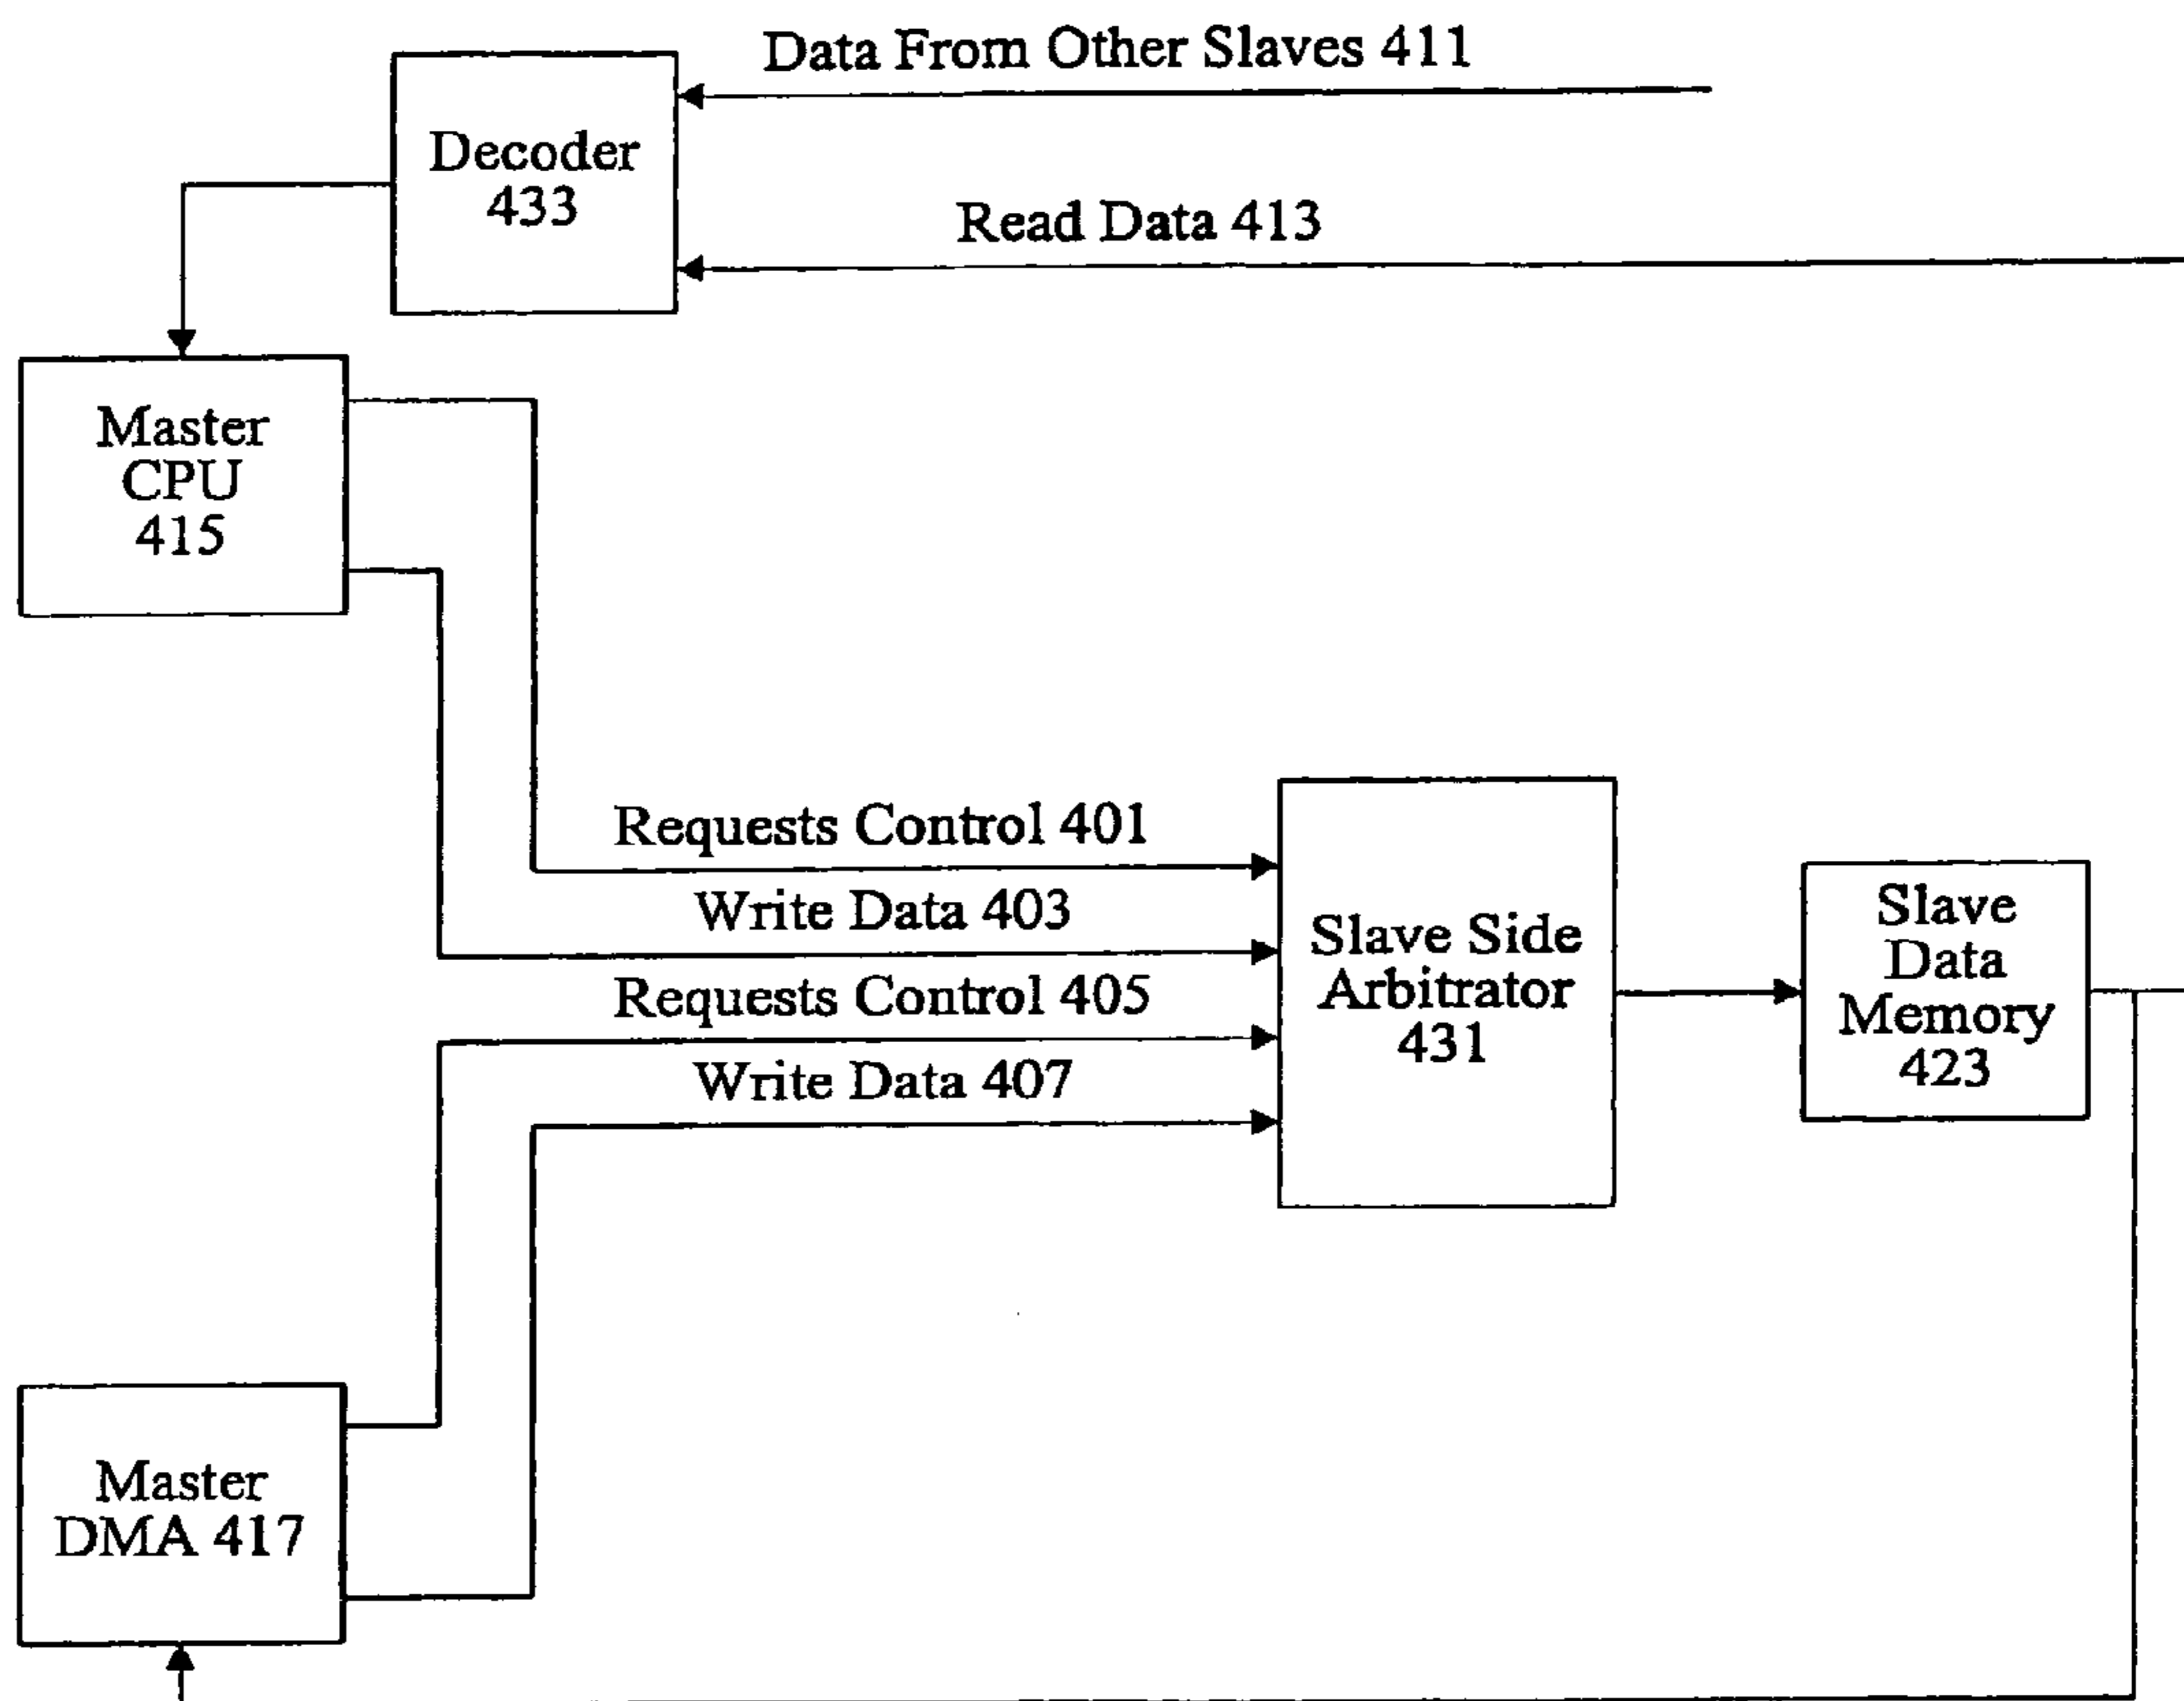 Data From Other Slaves 411
Decoder
433
Read Data 413
Master
CPU
415
Requests Control 401
Write Data 403
Requests Control 405
Write Data 407
Slave Side
Arbitrator
431
Slave
Data
Memory
423
Master
DMA 417